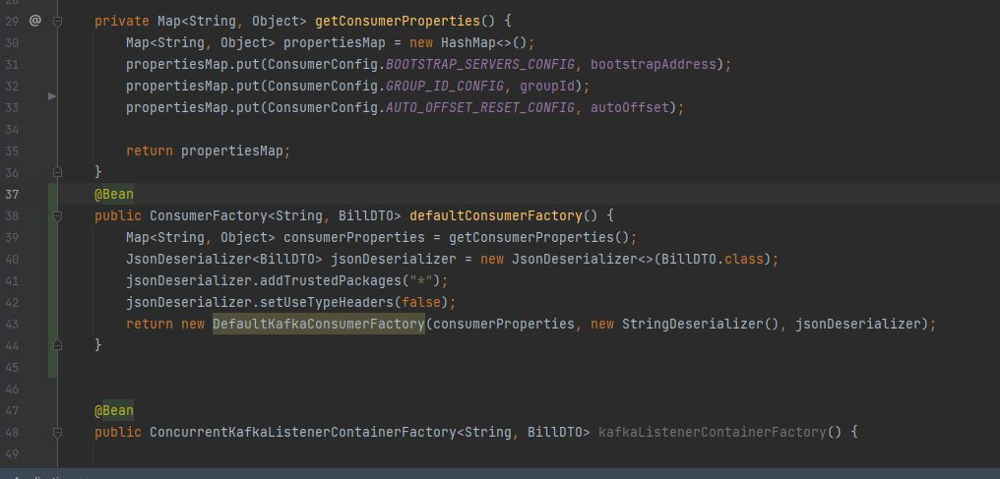 29 @ private Map<String, Object> getConsumerProperties() {
30 Map<String, Object> propertiesMap = new HashMap<>();
31 propertiesMap.put(ConsumerConfig.BOOTSTRAP_SERVERS_CONFIG, bootstrapAddress);
32 propertiesMap.put(ConsumerConfig.GROUP_ID_CONFIG, groupId);
33 propertiesMap.put(ConsumerConfig.AUTO_OFFSET_RESET_CONFIG, autoOffset);
34
35 return propertiesMap;
36 }
37 @Bean
38 public ConsumerFactory<String, BillDTO> defaultConsumerFactory() {
39 Map<String, Object> consumerProperties = getConsumerProperties();
40 JsonDeserializer<BillDTO> jsonDeserializer = new JsonDeserializer<>(BillDTO.class);
41 jsonDeserializer.addTrustedPackages("*");
42 jsonDeserializer.setUseTypeHeaders(false);
43 return new DefaultKafkaConsumerFactory(consumerProperties, new StringDeserializer(), jsonDeserializer);
44 }
45
46
47 @Bean
48 public ConcurrentKafkaListenerContainerFactory<String, BillDTO> kafkaListenerContainerFactory() {
49